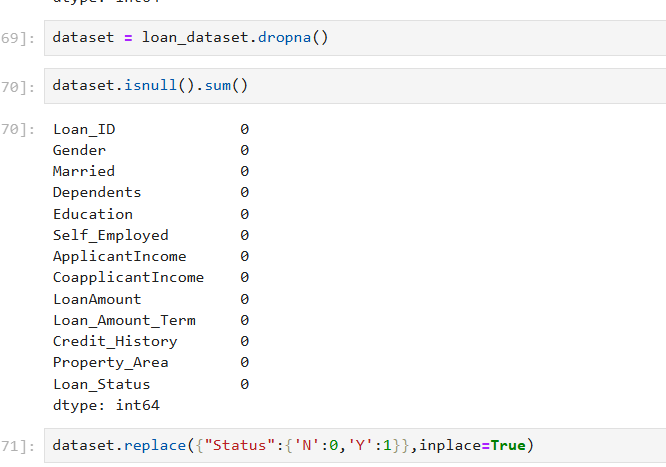 dtype: int64
69]: dataset = loan_dataset.dropna()
70]: dataset.isnull().sum()
70]: Loan_ID 0
Gender 0
Married 0
Dependents 0
Education 0
Self_Employed 0
ApplicantIncome 0
CoapplicantIncome 0
LoanAmount 0
Loan_Amount_Term 0
Credit_History 0
Property_Area 0
Loan_Status 0
dtype: int64
71]: dataset.replace({"Status":{'N':0,'Y':1}},inplace=True)